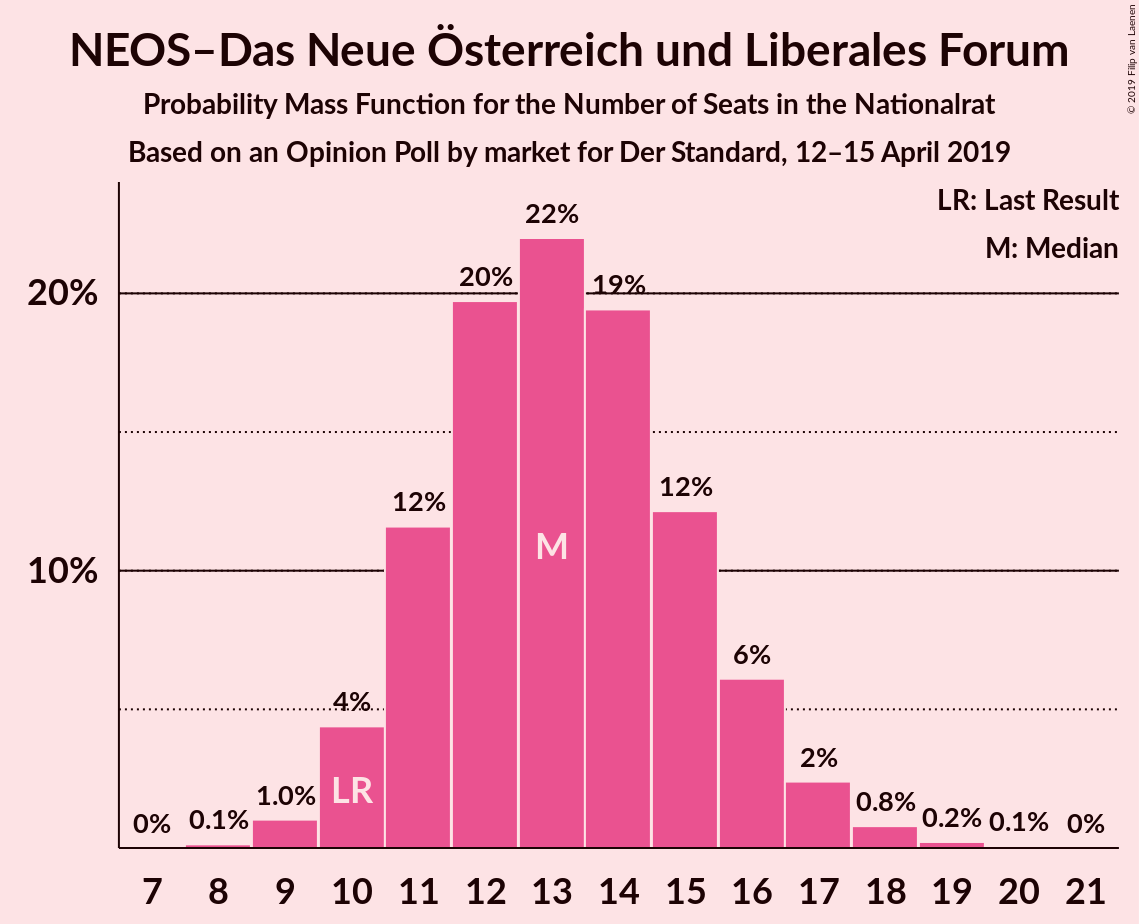 NEOS–Das Neue Österreich und Liberales Forum
Probability Mass Function for the Number of Seats in the Nationalrat
Based on an Opinion Poll by market for Der Standard, 12–15 April 2019
© 2019 Filip van Laenen
LR: Last Result
M: Median
20%
10%
0%
0.1%
1.0%
4%
12%
20%
22%
19%
12%
6%
2%
0.8%
0.2%
0.1%
0%
LR
M
7 8 9 10 11 12 13 14 15 16 17 18 19 20 21